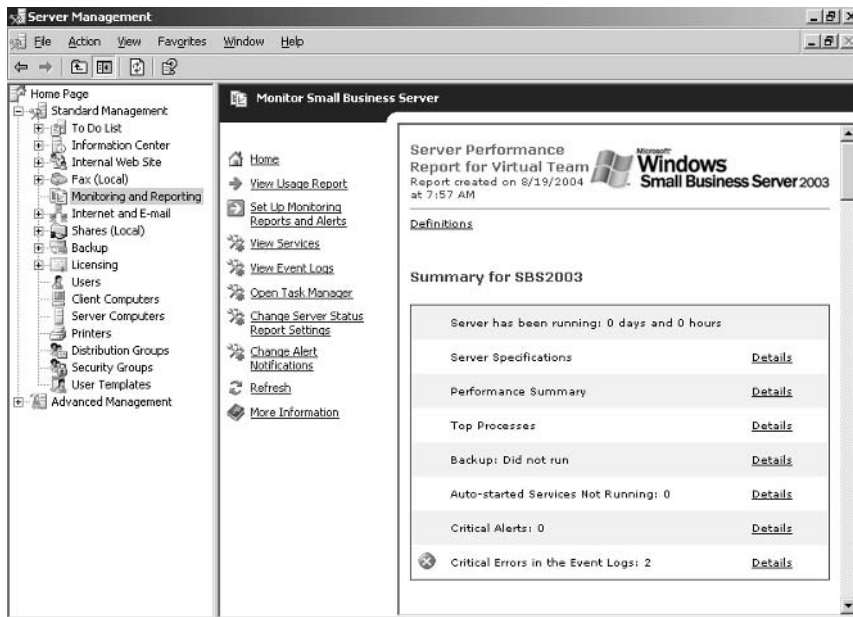 Server Management
File Action View Favorites Window Help
Home Page
Standard Management
To Do List
Information Center
Internal Web Site
Fax (Local)
Monitoring and Reporting
Internet and E-mail
Shares (Local)
Backup
Licensing
Users
Client Computers
Server Computers
Printers
Distribution Groups
Security Groups
User Templates
Advanced Management
Monitor Small Business Server
Home
View Usage Report
Set Up Monitoring
Reports and Alerts
View Services
View Event Logs
Open Task Manager
Change Server Status
Report Settings
Change Alert
Notifications
Refresh
More Information
Server Performance
Report for Virtual Team
Report created on 8/19/2004
at 7:57 AM
Microsoft
Windows
Small Business Server 2003
Definitions
Summary for SBS2003
Server has been running: 0 days and 0 hours
Server Specifications Details
Performance Summary Details
Top Processes Details
Backup: Did not run Details
Auto-started Services Not Running: 0 Details
Critical Alerts: 0 Details
Critical Errors in the Event Logs: 2 Details